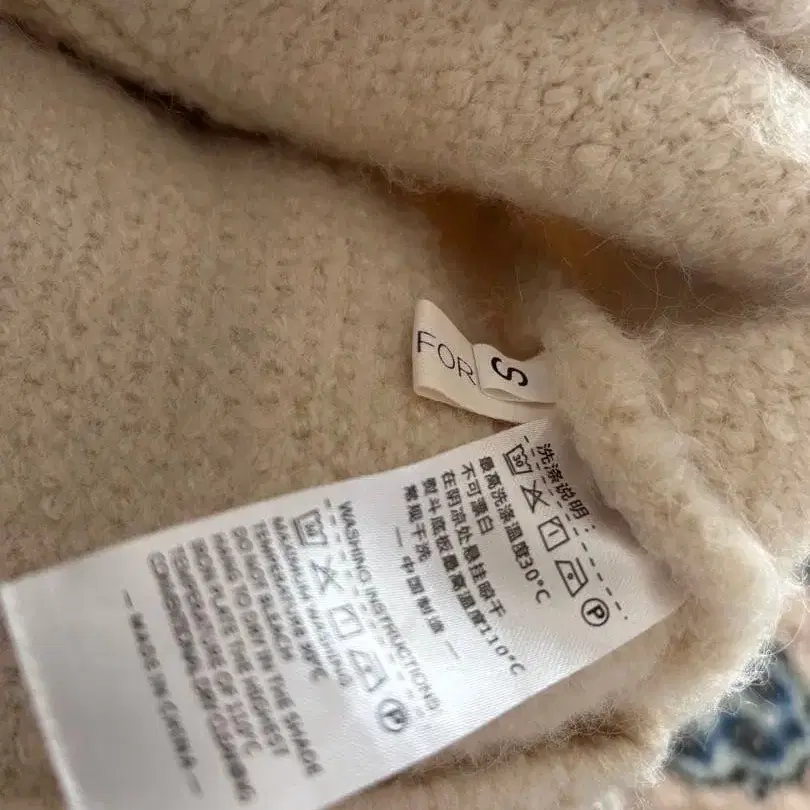 FOR
S
洗涤说明:
30
P
最高洗涤温度30°C
不可漂白
在阴凉处悬挂晾干
熨斗底板最高温度110°C
常规干洗
— 中国制造 —
WASHING INSTRUCTIONS:
30
P
MAXIMUM WASHING
TEMPERATURE 30°C
DO NOT BLEACH
HANG TO DRY IN THE SHADE
IRON PLATE THE HIGHEST
TEMPERATURE OF 110°C
CONVENTIONAL DRY CLEANING
— MADE IN CHINA —